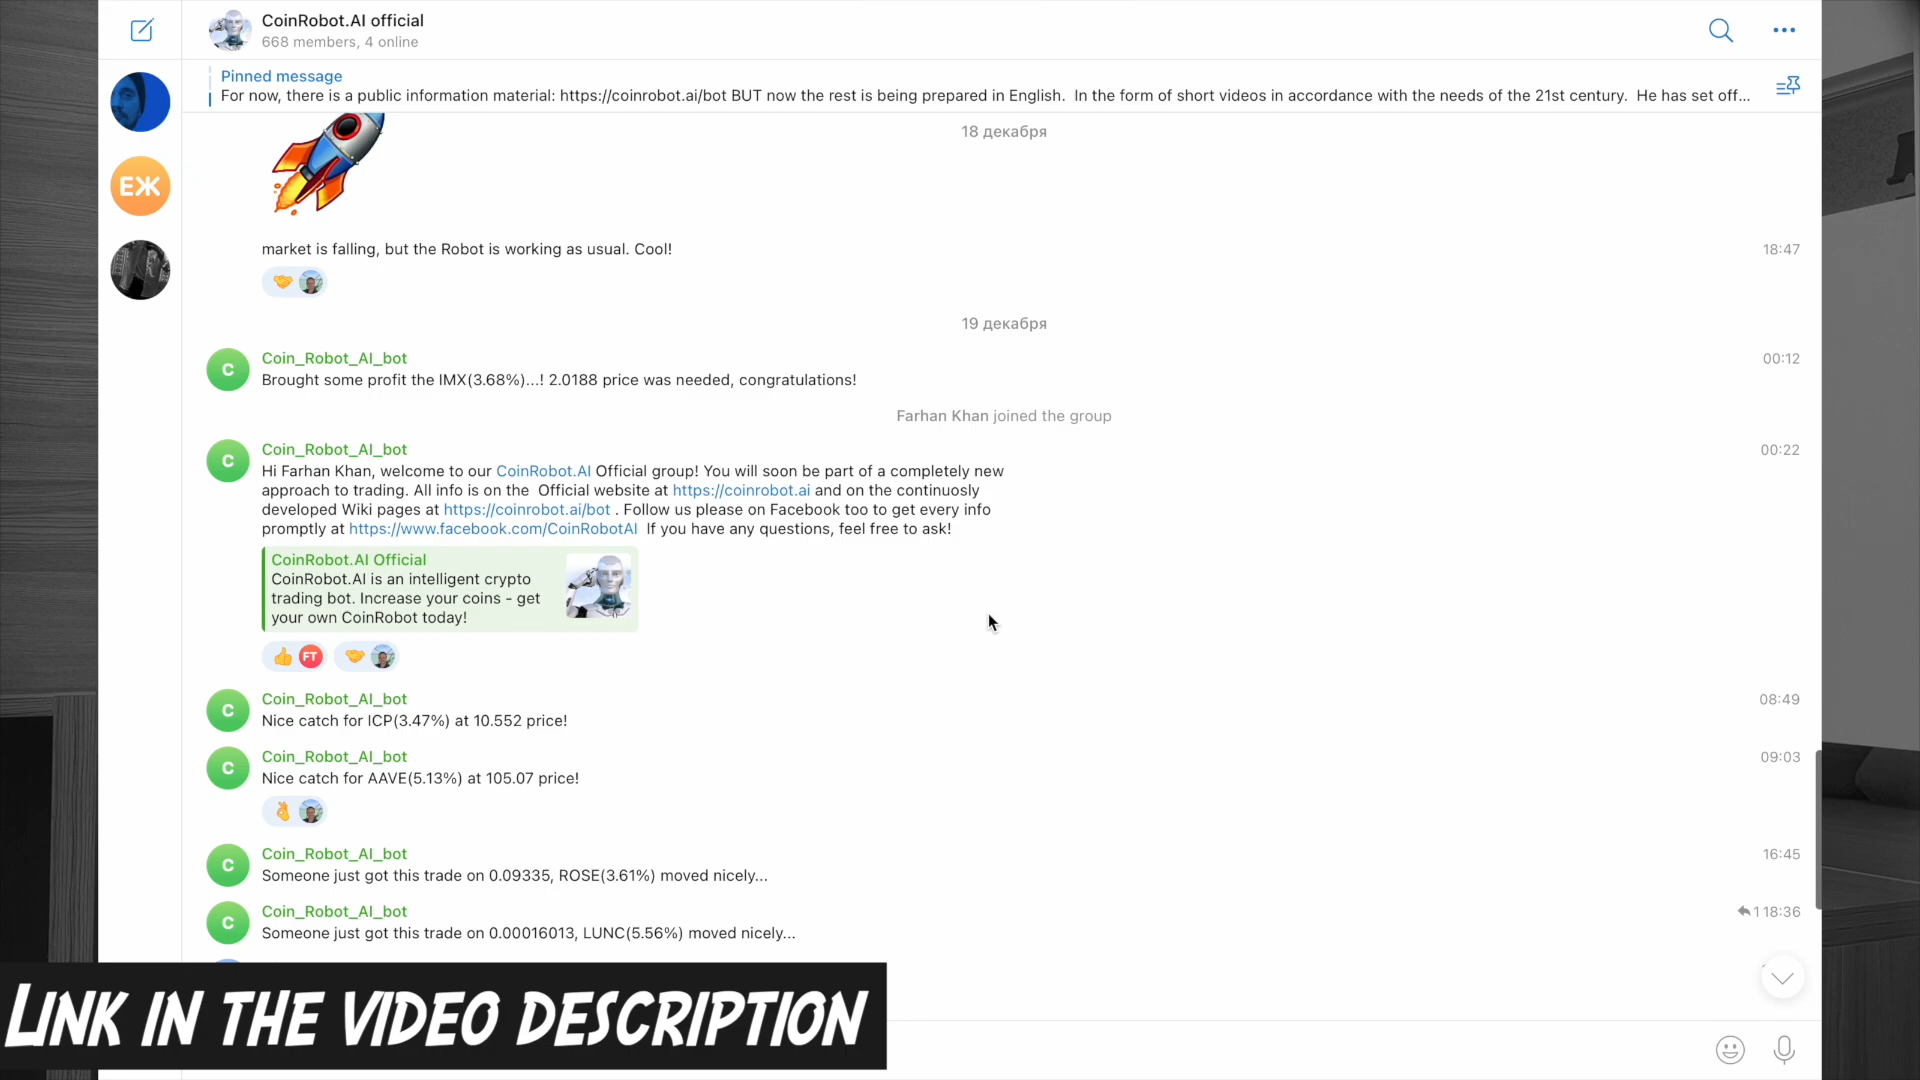 CoinRobot.AI official
668 members, 4 online
Pinned message
For now, there is a public information material: https://coinrobot.ai/bot BUT now the rest is being prepared in English. In the form of short videos in accordance with the needs of the 21st century. He has set off...
18 декабря
ЕЖ
market is falling, but the Robot is working as usual. Cool!
18:47
19 декабря
C
Coin_Robot_AI_bot
00:12
Brought some profit the IMX(3.68%)...! 2.0188 price was needed, congratulations!
Farhan Khan joined the group
C
Coin_Robot_AI_bot
00:22
Hi Farhan Khan, welcome to our CoinRobot.AI Official group! You will soon be part of a completely new
approach to trading. All info is on the Official website at https://coinrobot.ai and on the continuosly
developed Wiki pages at https://coinrobot.ai/bot . Follow us please on Facebook too to get every info
promptly at https://www.facebook.com/CoinRobotAI If you have any questions, feel free to ask!
CoinRobot.AI Official
CoinRobot.AI is an intelligent crypto
trading bot. Increase your coins - get
your own CoinRobot today!
FT
C
Coin_Robot_AI_bot
08:49
Nice catch for ICP(3.47%) at 10.552 price!
C
Coin_Robot_AI_bot
09:03
Nice catch for AAVE(5.13%) at 105.07 price!
C
Coin_Robot_AI_bot
16:45
Someone just got this trade on 0.09335, ROSE(3.61%) moved nicely...
C
Coin_Robot_AI_bot
1 18:36
Someone just got this trade on 0.00016013, LUNC(5.56%) moved nicely...
LINK IN THE VIDEO DESCRIPTION